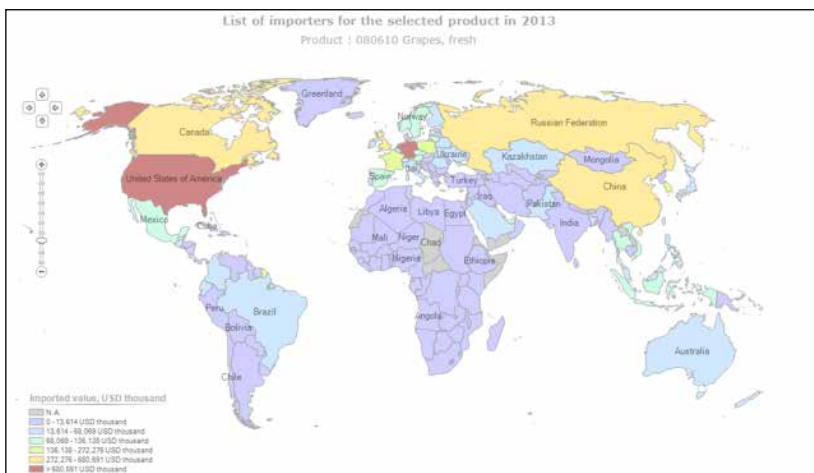 List of importers for the selected product in 2013
Product : 080610 Grapes, fresh
Greenland
Norway
Canada
Russian Federation
Ukraine
Kazakhstan
Mongolia
United States of America
Spain
Turkey
China
Iraq
Pakistan
Mexico
Cuba
Algeria
Libya
Egypt
India
Mali
Niger
Chad
Nigeria
Ethiopia
Peru
Brazil
Angola
Bolivia
Australia
Chile
Imported value, USD thousand
N.A.
0 - 13,614 USD thousand
13,614 - 68,069 USD thousand
68,069 - 136,138 USD thousand
136,138 - 272,276 USD thousand
272,276 - 680,691 USD thousand
> 680,691 USD thousand